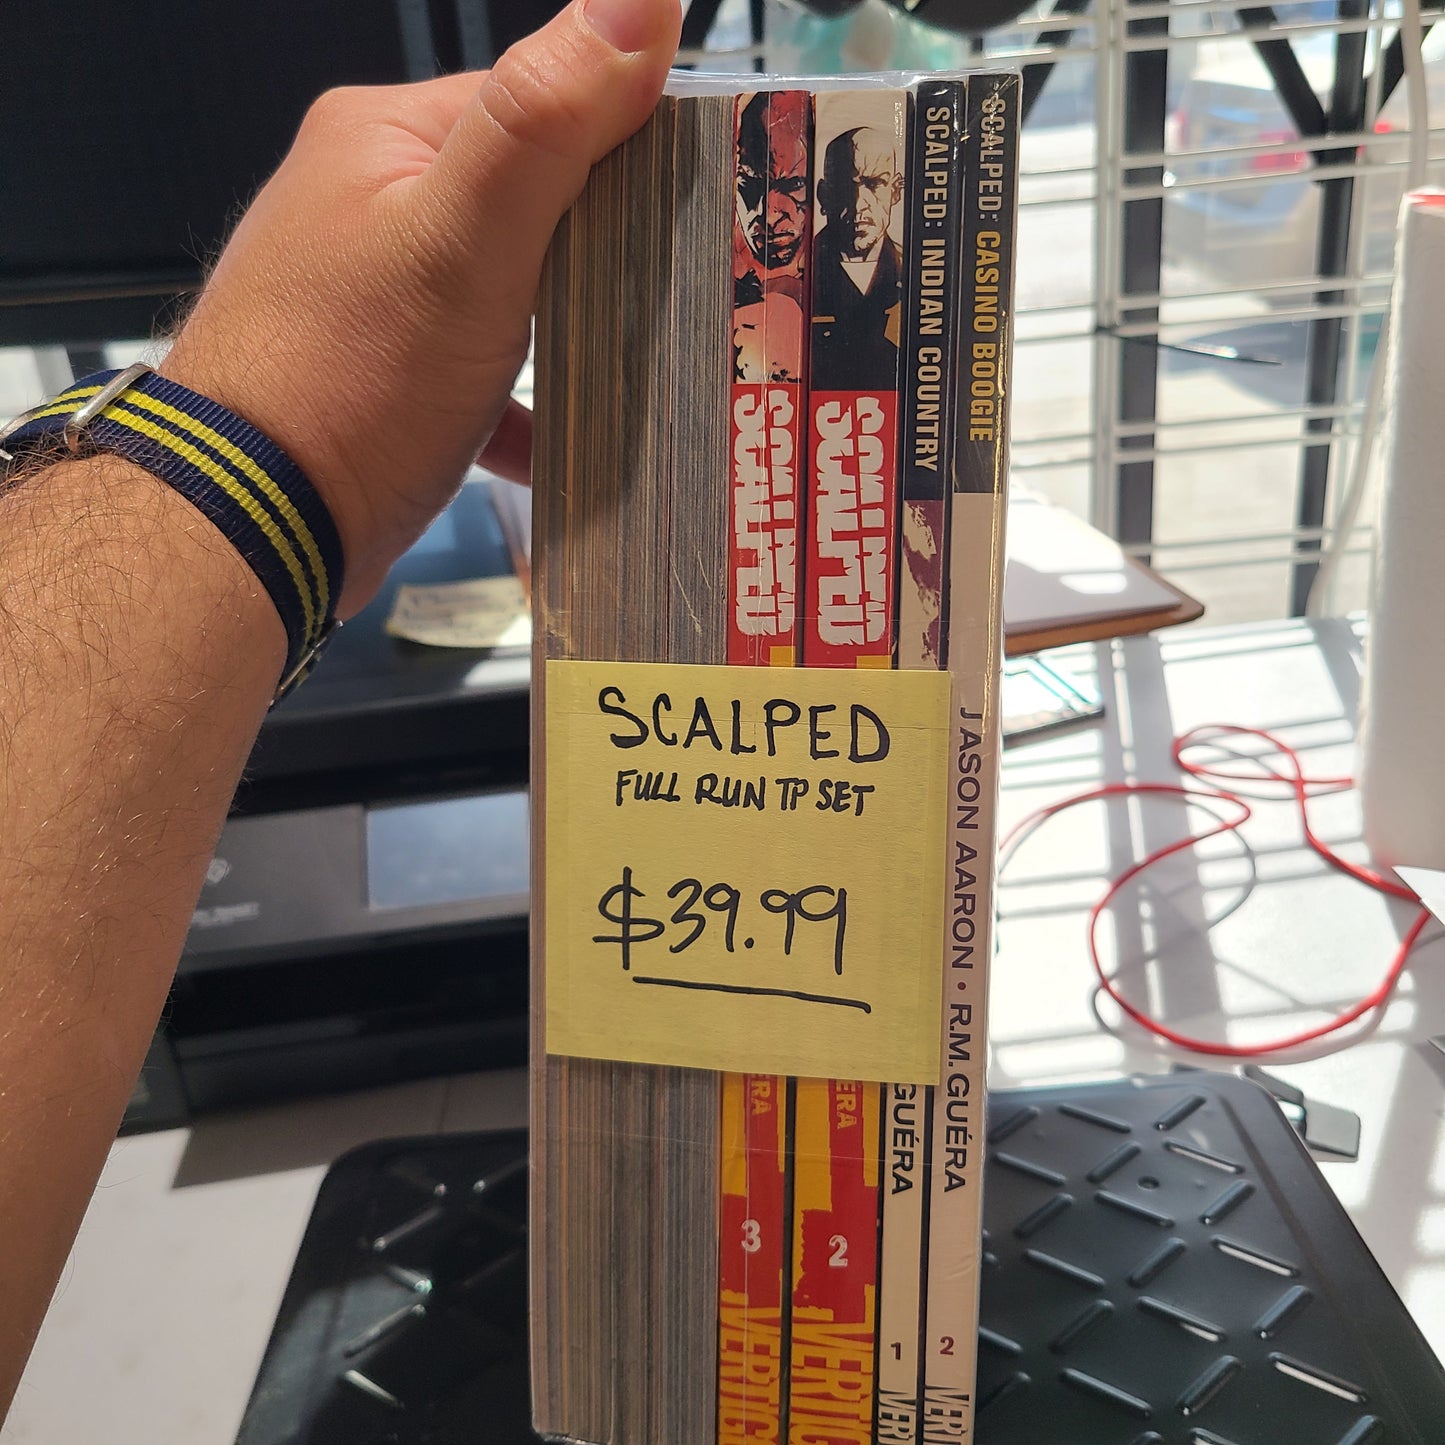 SCALPED
SCALPED
SCALPED: INDIAN COUNTRY
SCALPED: CASINO BOOGIE
SCALPED
FULL RUN TP SET
$39.99
JASON AARON • R.M. GUÉRA
GUÉRA
3
2
1
2